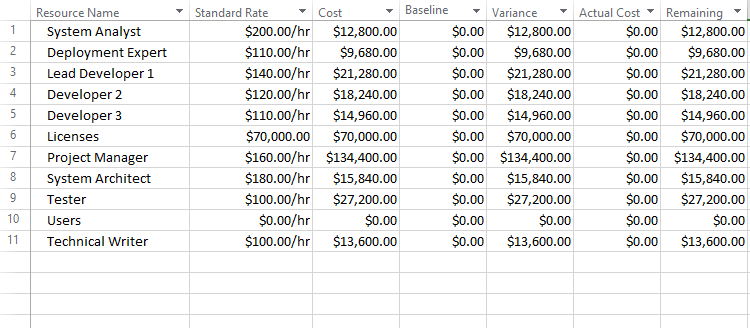 Resource Name Standard Rate Cost Baseline Variance Actual Cost Remaining
1 System Analyst $200.00/hr $12,800.00 $0.00 $12,800.00 $0.00 $12,800.00
2 Deployment Expert $110.00/hr $9,680.00 $0.00 $9,680.00 $0.00 $9,680.00
3 Lead Developer 1 $140.00/hr $21,280.00 $0.00 $21,280.00 $0.00 $21,280.00
4 Developer 2 $120.00/hr $18,240.00 $0.00 $18,240.00 $0.00 $18,240.00
5 Developer 3 $110.00/hr $14,960.00 $0.00 $14,960.00 $0.00 $14,960.00
6 Licenses $70,000.00 $70,000.00 $0.00 $70,000.00 $0.00 $70,000.00
7 Project Manager $160.00/hr $134,400.00 $0.00 $134,400.00 $0.00 $134,400.00
8 System Architect $180.00/hr $15,840.00 $0.00 $15,840.00 $0.00 $15,840.00
9 Tester $100.00/hr $27,200.00 $0.00 $27,200.00 $0.00 $27,200.00
10 Users $0.00/hr $0.00 $0.00 $0.00 $0.00 $0.00
11 Technical Writer $100.00/hr $13,600.00 $0.00 $13,600.00 $0.00 $13,600.00